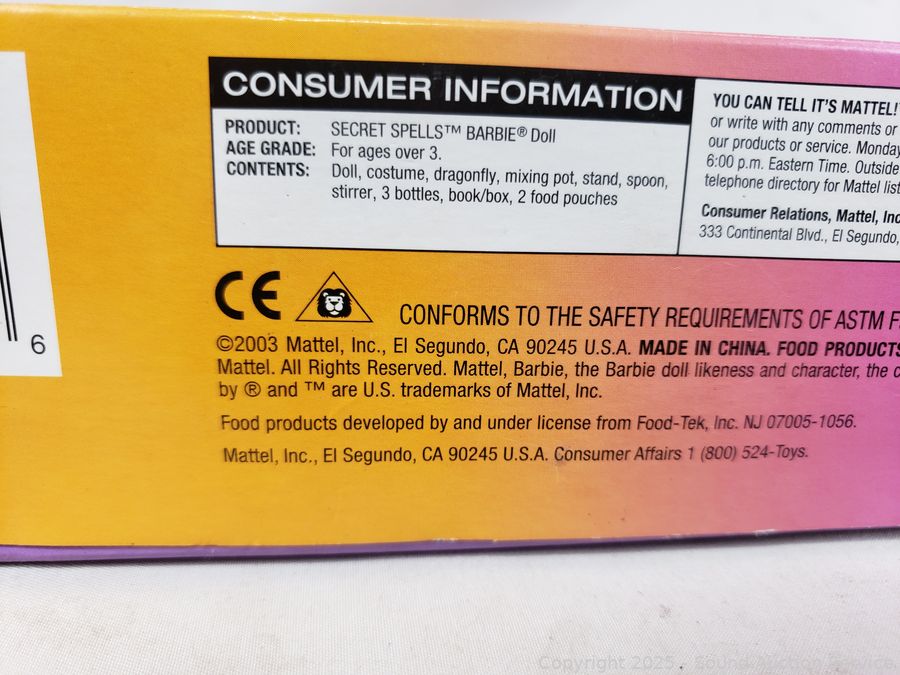 CONSUMER INFORMATION
PRODUCT: SECRET SPELLS™ BARBIE® Doll
AGE GRADE: For ages over 3.
CONTENTS: Doll, costume, dragonfly, mixing pot, stand, spoon,
stirrer, 3 bottles, book/box, 2 food pouches
YOU CAN TELL IT'S MATTEL!
or write with any comments or
our products or service. Monday
6:00 p.m. Eastern Time. Outside
telephone directory for Mattel
Consumer Relations, Mattel, Inc
333 Continental Blvd., El Segundo,
6
CE
CONFORMS TO THE SAFETY REQUIREMENTS OF ASTM F
©2003 Mattel, Inc., El Segundo, CA 90245 U.S.A. MADE IN CHINA. FOOD PRODUCTS
Mattel. All Rights Reserved. Mattel, Barbie, the Barbie doll likeness and character, the
by ® and ™ are U.S. trademarks of Mattel, Inc.
Food products developed by and under license from Food-Tek, Inc. NJ 07005-1056.
Mattel, Inc., El Segundo, CA 90245 U.S.A. Consumer Affairs 1 (800) 524-Toys.
Copyright 2025 , Sound Auction Service.